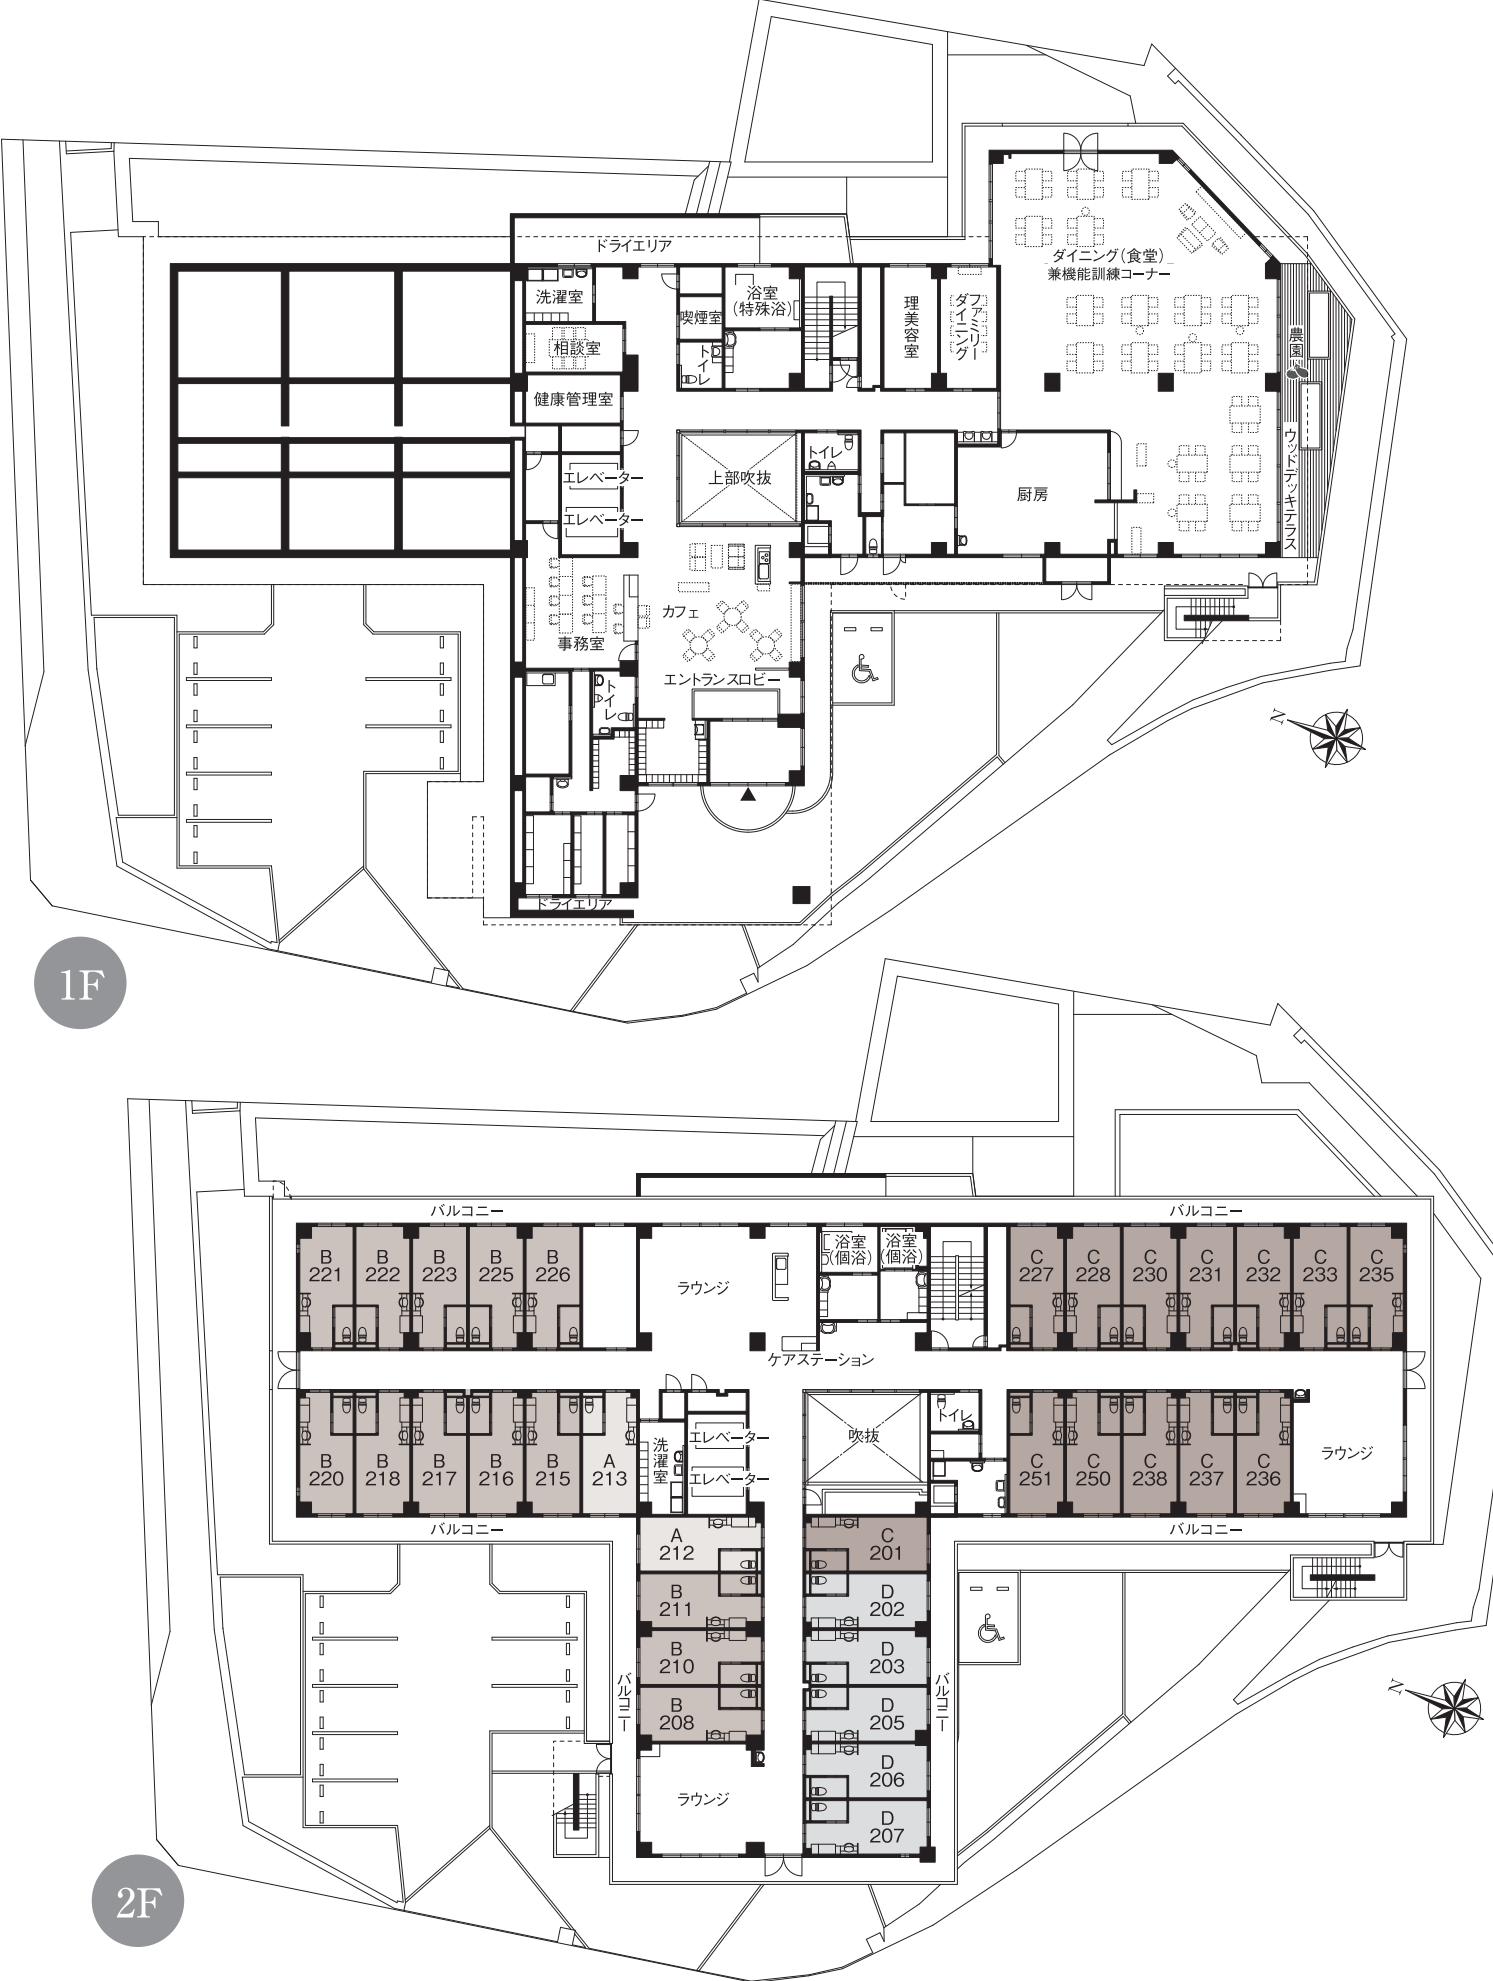 ドライエリア
洗濯室
相談室
健康管理室
喫煙室
トイレ
浴室
(特殊浴)
理美容室
ファミリー
ダイニング
ダイニング(食堂)
兼機能訓練コーナー
農園
ウッドデッキテラス
エレベーター
エレベーター
上部吹抜
トイレ
厨房
カフェ
事務室
エントランスロビー
トイレ
ドライエリア
N
1F
バルコニー
バルコニー
B
221
B
222
B
223
B
225
B
226
ラウンジ
浴室
(個浴)
浴室
(個浴)
C
227
C
228
C
230
C
231
C
232
C
233
C
235
ケアステーション
B
220
B
218
B
217
B
216
B
215
A
213
洗濯室
エレベーター
エレベーター
吹抜
トイレ
C
251
C
250
C
238
C
237
C
236
ラウンジ
バルコニー
バルコニー
A
212
B
211
B
210
B
208
C
201
D
202
D
203
D
205
D
206
D
207
バルコニー
バルコニー
ラウンジ
N
2F